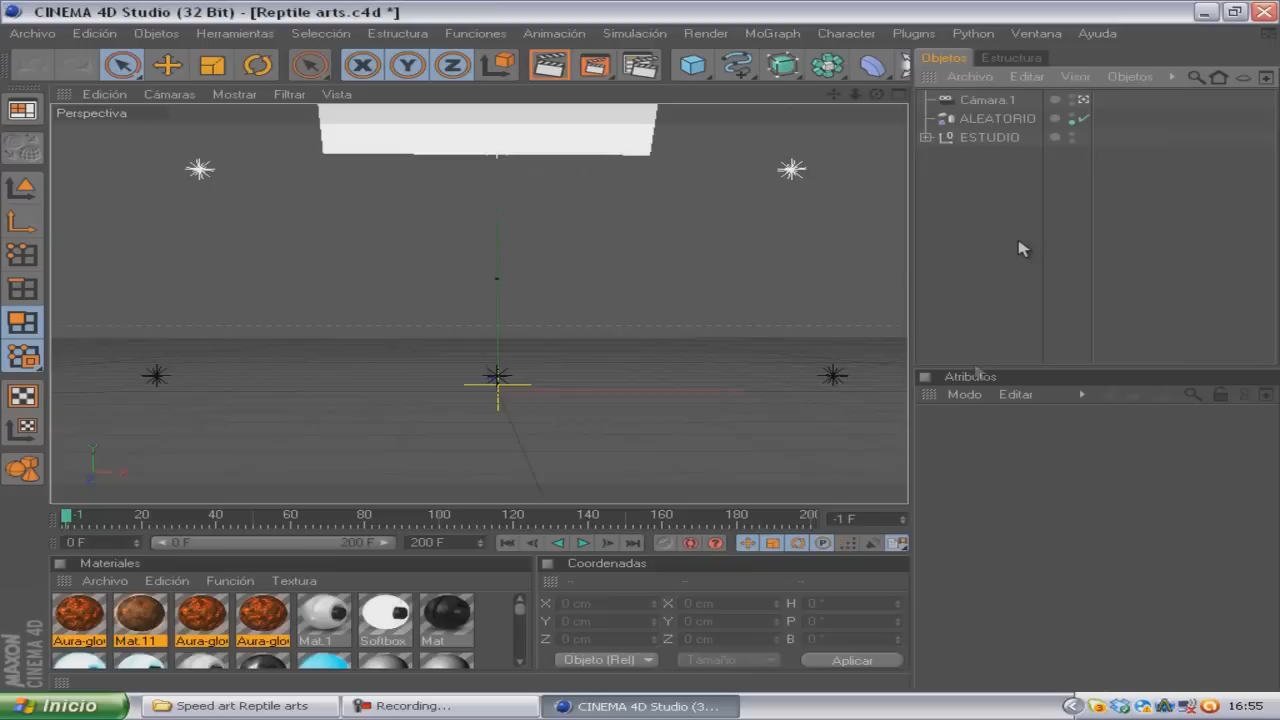 CINEMA 4D Studio (32 Bit) - [Reptile arts.c4d *]
Archivo Edición Objetos Herramientas Selección Estructura Funciones Animación Simulación Render MoGraph Character Plugins Python Ventana Ayuda
X Y Z
Objetos Estructura
Archivo Editar Visor Objetos
Edición Cámaras Mostrar Filtrar Vista
Perspectiva
Cámara.1
ALEATORIO
ESTUDIO
Atributos
Modo Editar
Y
-1 20 40 60 80 100 120 140 160 180 200 -1 F
0 F 0 F 200 F 200 F
Materiales
Archivo Edición Función Textura
Aura-glo Mat.11 Aura-glo Aura-glo Mat.1 Softbox Mat
Coordenadas
-- -- --
X 0 cm X 0 cm H 0 °
Y 0 cm Y 0 cm P 0 °
Z 0 cm Z 0 cm B 0 °
Objeto (Rel) Tamaño Aplicar
MAXON
CINEMA 4D
Inicio Speed art Reptile arts Recording... CINEMA 4D Studio (3... 16:55